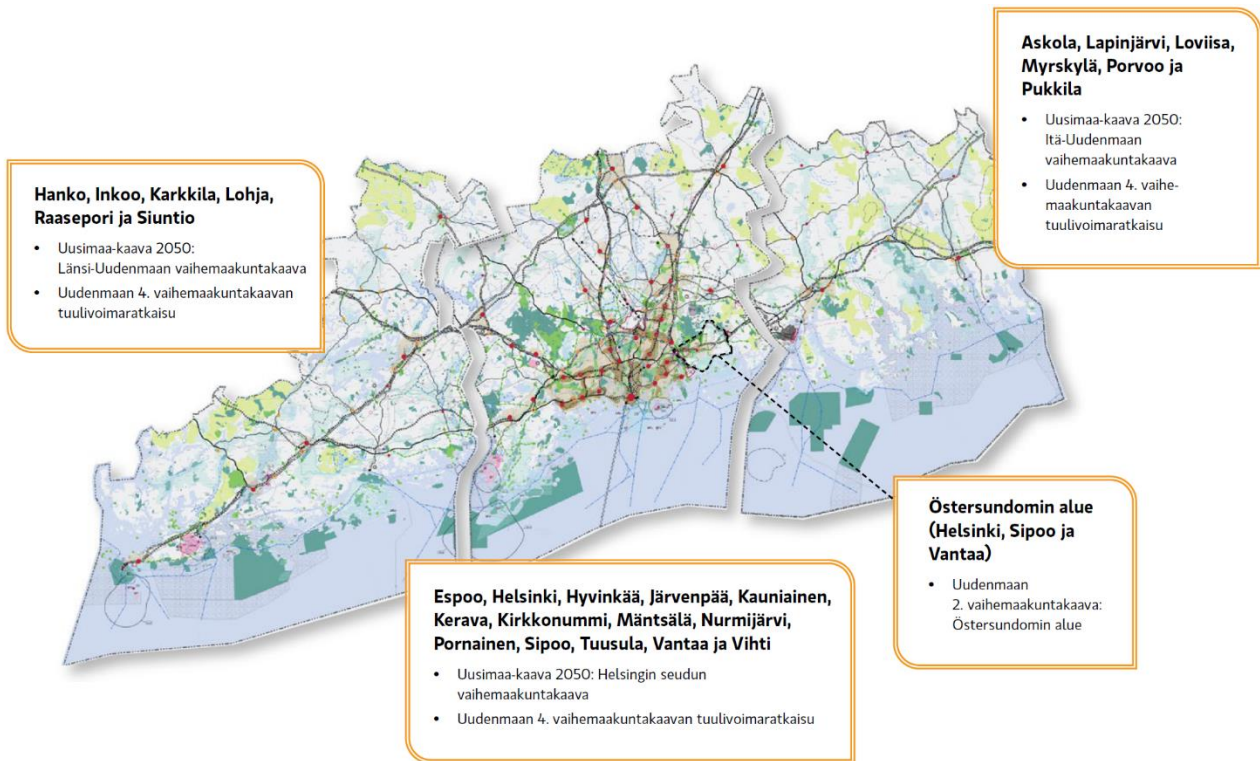 Askola, Lapinjärvi, Loviisa,
Myrskylä, Porvoo ja
Pukkila
• Uusimaa-kaava 2050:
Itä-Uudenmaan
vaihemaakuntakaava
• Uudenmaan 4. vaihe-
maakuntakaavan
tuulivoimaratkaisu
Hanko, Inkoo, Karkkila, Lohja,
Raasepori ja Siuntio
• Uusimaa-kaava 2050:
Länsi-Uudenmaan vaihemaakuntakaava
• Uudenmaan 4. vaihemaakuntakaavan
tuulivoimaratkaisu
Östersundomin alue
(Helsinki, Sipoo ja
Vantaa)
• Uudenmaan
2. vaihemaakuntakaava:
Östersundomin alue
Espoo, Helsinki, Hyvinkää, Järvenpää, Kauniainen,
Kerava, Kirkkonummi, Mäntsälä, Nurmijärvi,
Pornainen, Sipoo, Tuusula, Vantaa ja Vihti
• Uusimaa-kaava 2050: Helsingin seudun
vaihemaakuntakaava
• Uudenmaan 4. vaihemaakuntakaavan tuulivoimaratkaisu